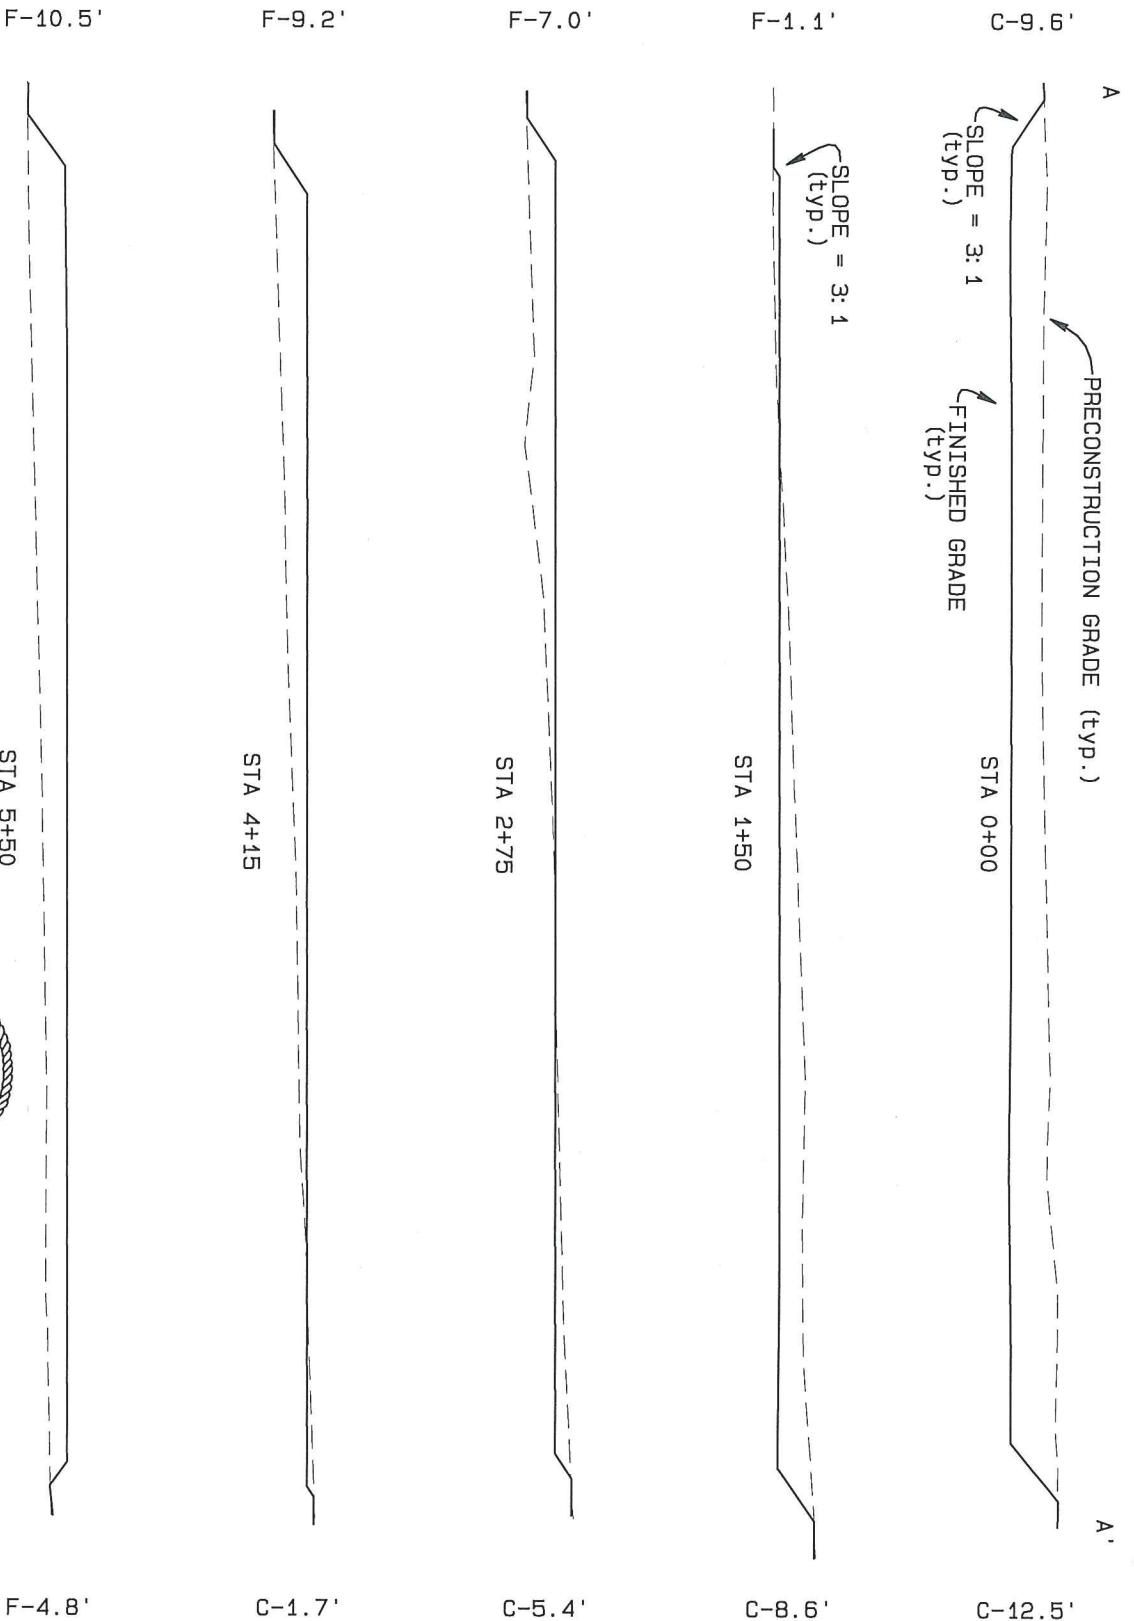 F-10.5'
F-9.2'
F-7.0'
F-1.1'
C-9.6'
A
SLOPE = 3:1
(typ.)
PRECONSTRUCTION GRADE (typ.)
FINISHED GRADE
(typ.)
STA 0+00
SLOPE = 3:1
(typ.)
STA 1+50
STA 2+75
STA 4+15
STA 5+50
A'
F-4.8'
C-1.7'
C-5.4'
C-8.6'
C-12.5'